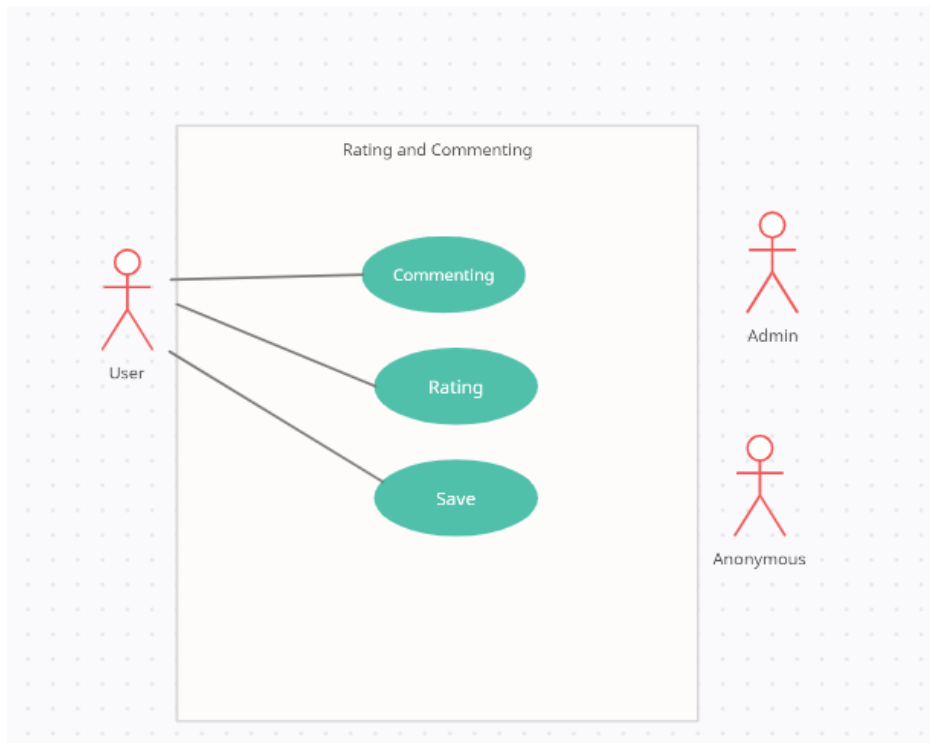 Rating and Commenting
Commenting
Admin
User
Rating
Save
Anonymous